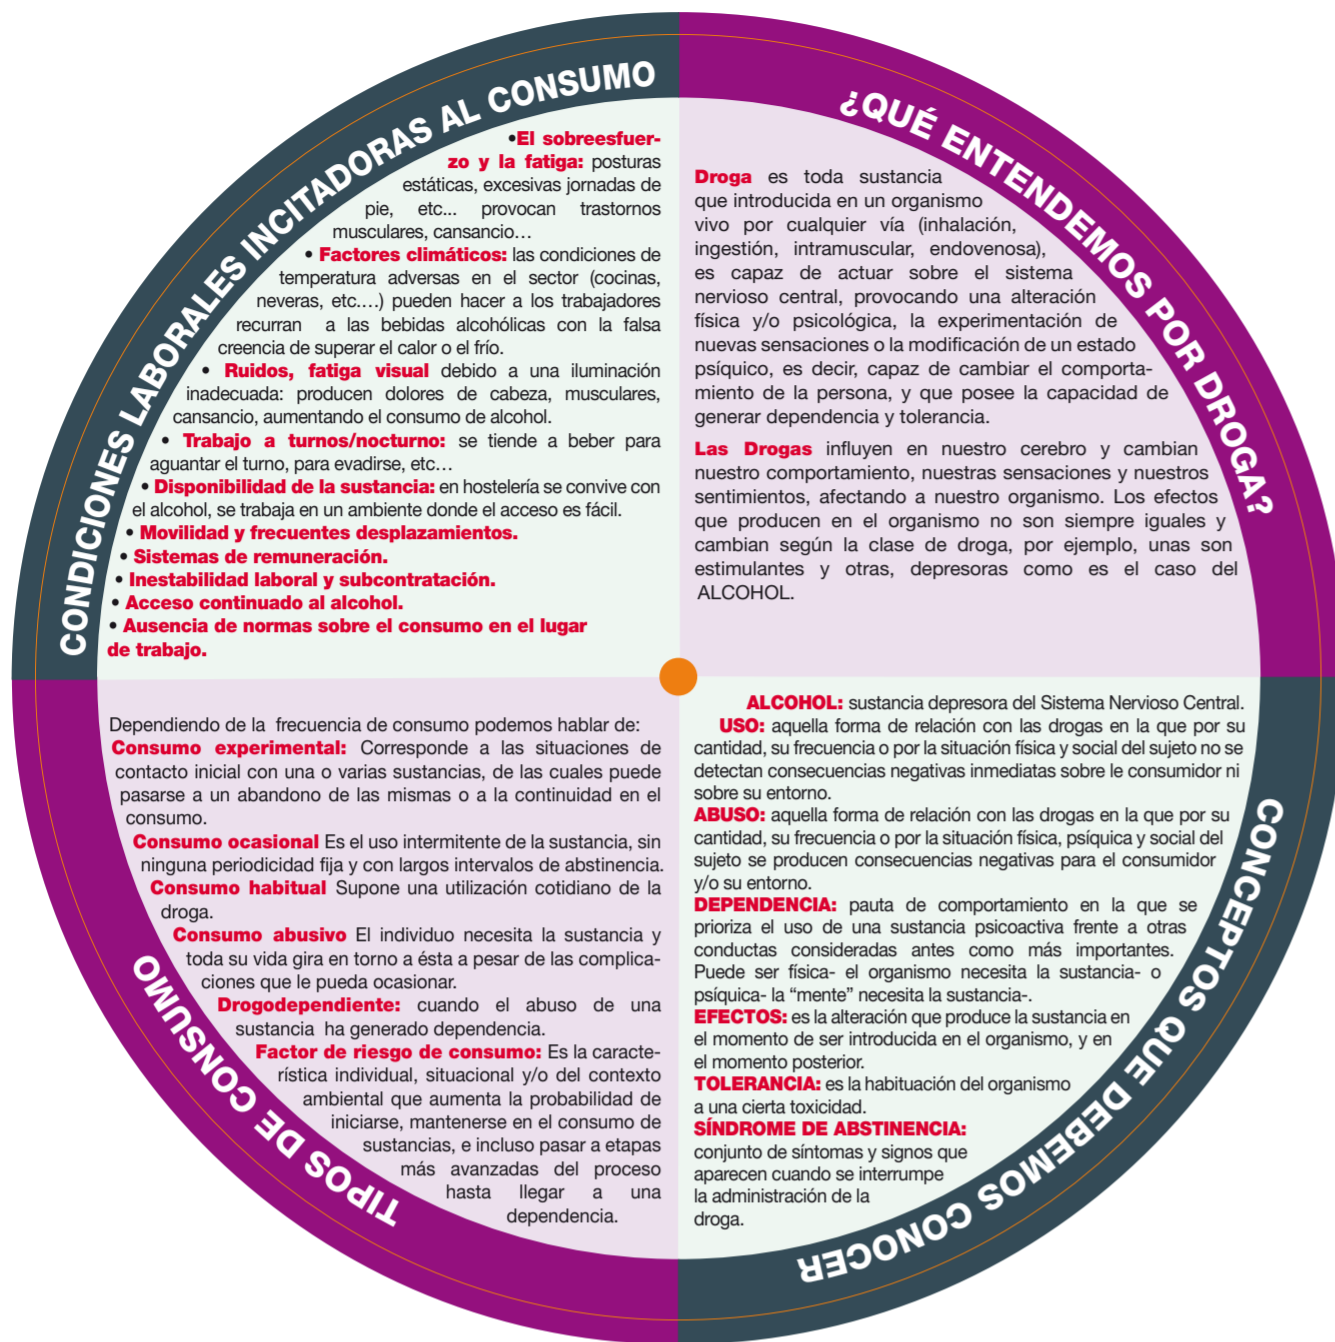 CONDICIONES LABORALES INCITADORAS AL CONSUMO
•El sobreesfuer-
zo y la fatiga: posturas
estáticas, excesivas jornadas de
pie, etc... provocan trastornos
musculares, cansancio…
• Factores climáticos: las condiciones de
temperatura adversas en el sector (cocinas,
neveras, etc.…) pueden hacer a los trabajadores
recurran a las bebidas alcohólicas con la falsa
creencia de superar el calor o el frío.
• Ruidos, fatiga visual debido a una iluminación
inadecuada: producen dolores de cabeza, musculares,
cansancio, aumentando el consumo de alcohol.
• Trabajo a turnos/nocturno: se tiende a beber para
aguantar el turno, para evadirse, etc…
• Disponibilidad de la sustancia: en hostelería se convive con
el alcohol, se trabaja en un ambiente donde el acceso es fácil.
• Movilidad y frecuentes desplazamientos.
• Sistemas de remuneración.
• Inestabilidad laboral y subcontratación.
• Acceso continuado al alcohol.
• Ausencia de normas sobre el consumo en el lugar
de trabajo.
¿QUÉ ENTENDEMOS POR DROGA?
Droga es toda sustancia
que introducida en un organismo
vivo por cualquier vía (inhalación,
ingestión, intramuscular, endovenosa),
es capaz de actuar sobre el sistema
nervioso central, provocando una alteración
física y/o psicológica, la experimentación de
nuevas sensaciones o la modificación de un estado
psíquico, es decir, capaz de cambiar el comporta-
miento de la persona, y que posee la capacidad de
generar dependencia y tolerancia.
Las Drogas influyen en nuestro cerebro y cambian
nuestro comportamiento, nuestras sensaciones y nuestros
sentimientos, afectando a nuestro organismo. Los efectos
que producen en el organismo no son siempre iguales y
cambian según la clase de droga, por ejemplo, unas son
estimulantes y otras, depresoras como es el caso del
ALCOHOL.
Dependiendo de la frecuencia de consumo podemos hablar de:
Consumo experimental: Corresponde a las situaciones de
contacto inicial con una o varias sustancias, de las cuales puede
pasarse a un abandono de las mismas o a la continuidad en el
consumo.
Consumo ocasional Es el uso intermitente de la sustancia, sin
ninguna periodicidad fija y con largos intervalos de abstinencia.
Consumo habitual Supone una utilización cotidiano de la
droga.
Consumo abusivo El individuo necesita la sustancia y
toda su vida gira en torno a ésta a pesar de las complica-
ciones que le pueda ocasionar.
Drogodependiente: cuando el abuso de una
sustancia ha generado dependencia.
Factor de riesgo de consumo: Es la caracte-
rística individual, situacional y/o del contexto
ambiental que aumenta la probabilidad de
iniciarse, mantenerse en el consumo de
sustancias, e incluso pasar a etapas
más avanzadas del proceso
hasta llegar a una
dependencia.
TIPOS DE CONSUMO
ALCOHOL: sustancia depresora del Sistema Nervioso Central.
USO: aquella forma de relación con las drogas en la que por su
cantidad, su frecuencia o por la situación física y social del sujeto no se
detectan consecuencias negativas inmediatas sobre le consumidor ni
sobre su entorno.
ABUSO: aquella forma de relación con las drogas en la que por su
cantidad, su frecuencia o por la situación física, psíquica y social del
sujeto se producen consecuencias negativas para el consumidor
y/o su entorno.
DEPENDENCIA: pauta de comportamiento en la que se
prioriza el uso de una sustancia psicoactiva frente a otras
conductas consideradas antes como más importantes.
Puede ser física- el organismo necesita la sustancia- o
psíquica- la “mente” necesita la sustancia-.
EFECTOS: es la alteración que produce la sustancia en
el momento de ser introducida en el organismo, y en
el momento posterior.
TOLERANCIA: es la habituación del organismo
a una cierta toxicidad.
SÍNDROME DE ABSTINENCIA:
conjunto de síntomas y signos que
aparecen cuando se interrumpe
la administración de la
droga.
CONCEPTOS QUE DEBEMOS CONOCER